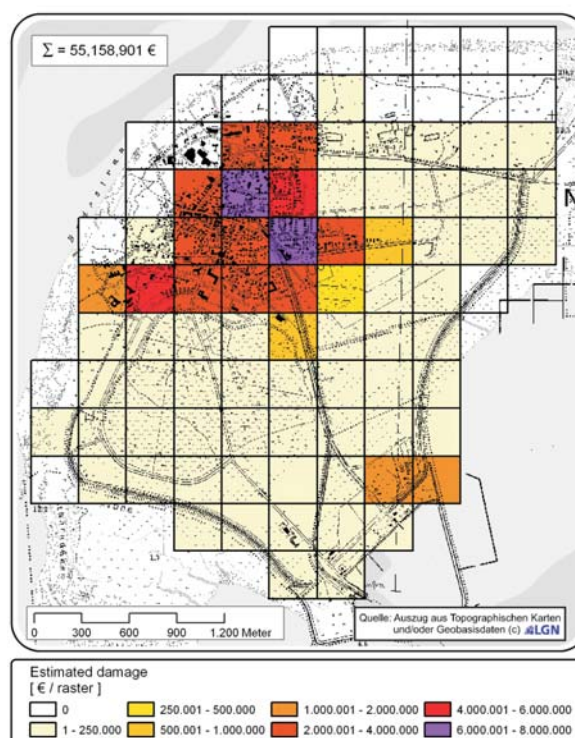 Σ = 55,158,901 €
N
0 300 600 900 1.200 Meter
Quelle: Auszug aus Topographischen Karten
und/oder Geobasisdaten (c) LGN
Estimated damage
[ € / raster ]
0 250.001 - 500.000 1.000.001 - 2.000.000 4.000.001 - 6.000.000
1 - 250.000 500.001 - 1.000.000 2.000.001 - 4.000.000 6.000.001 - 8.000.000